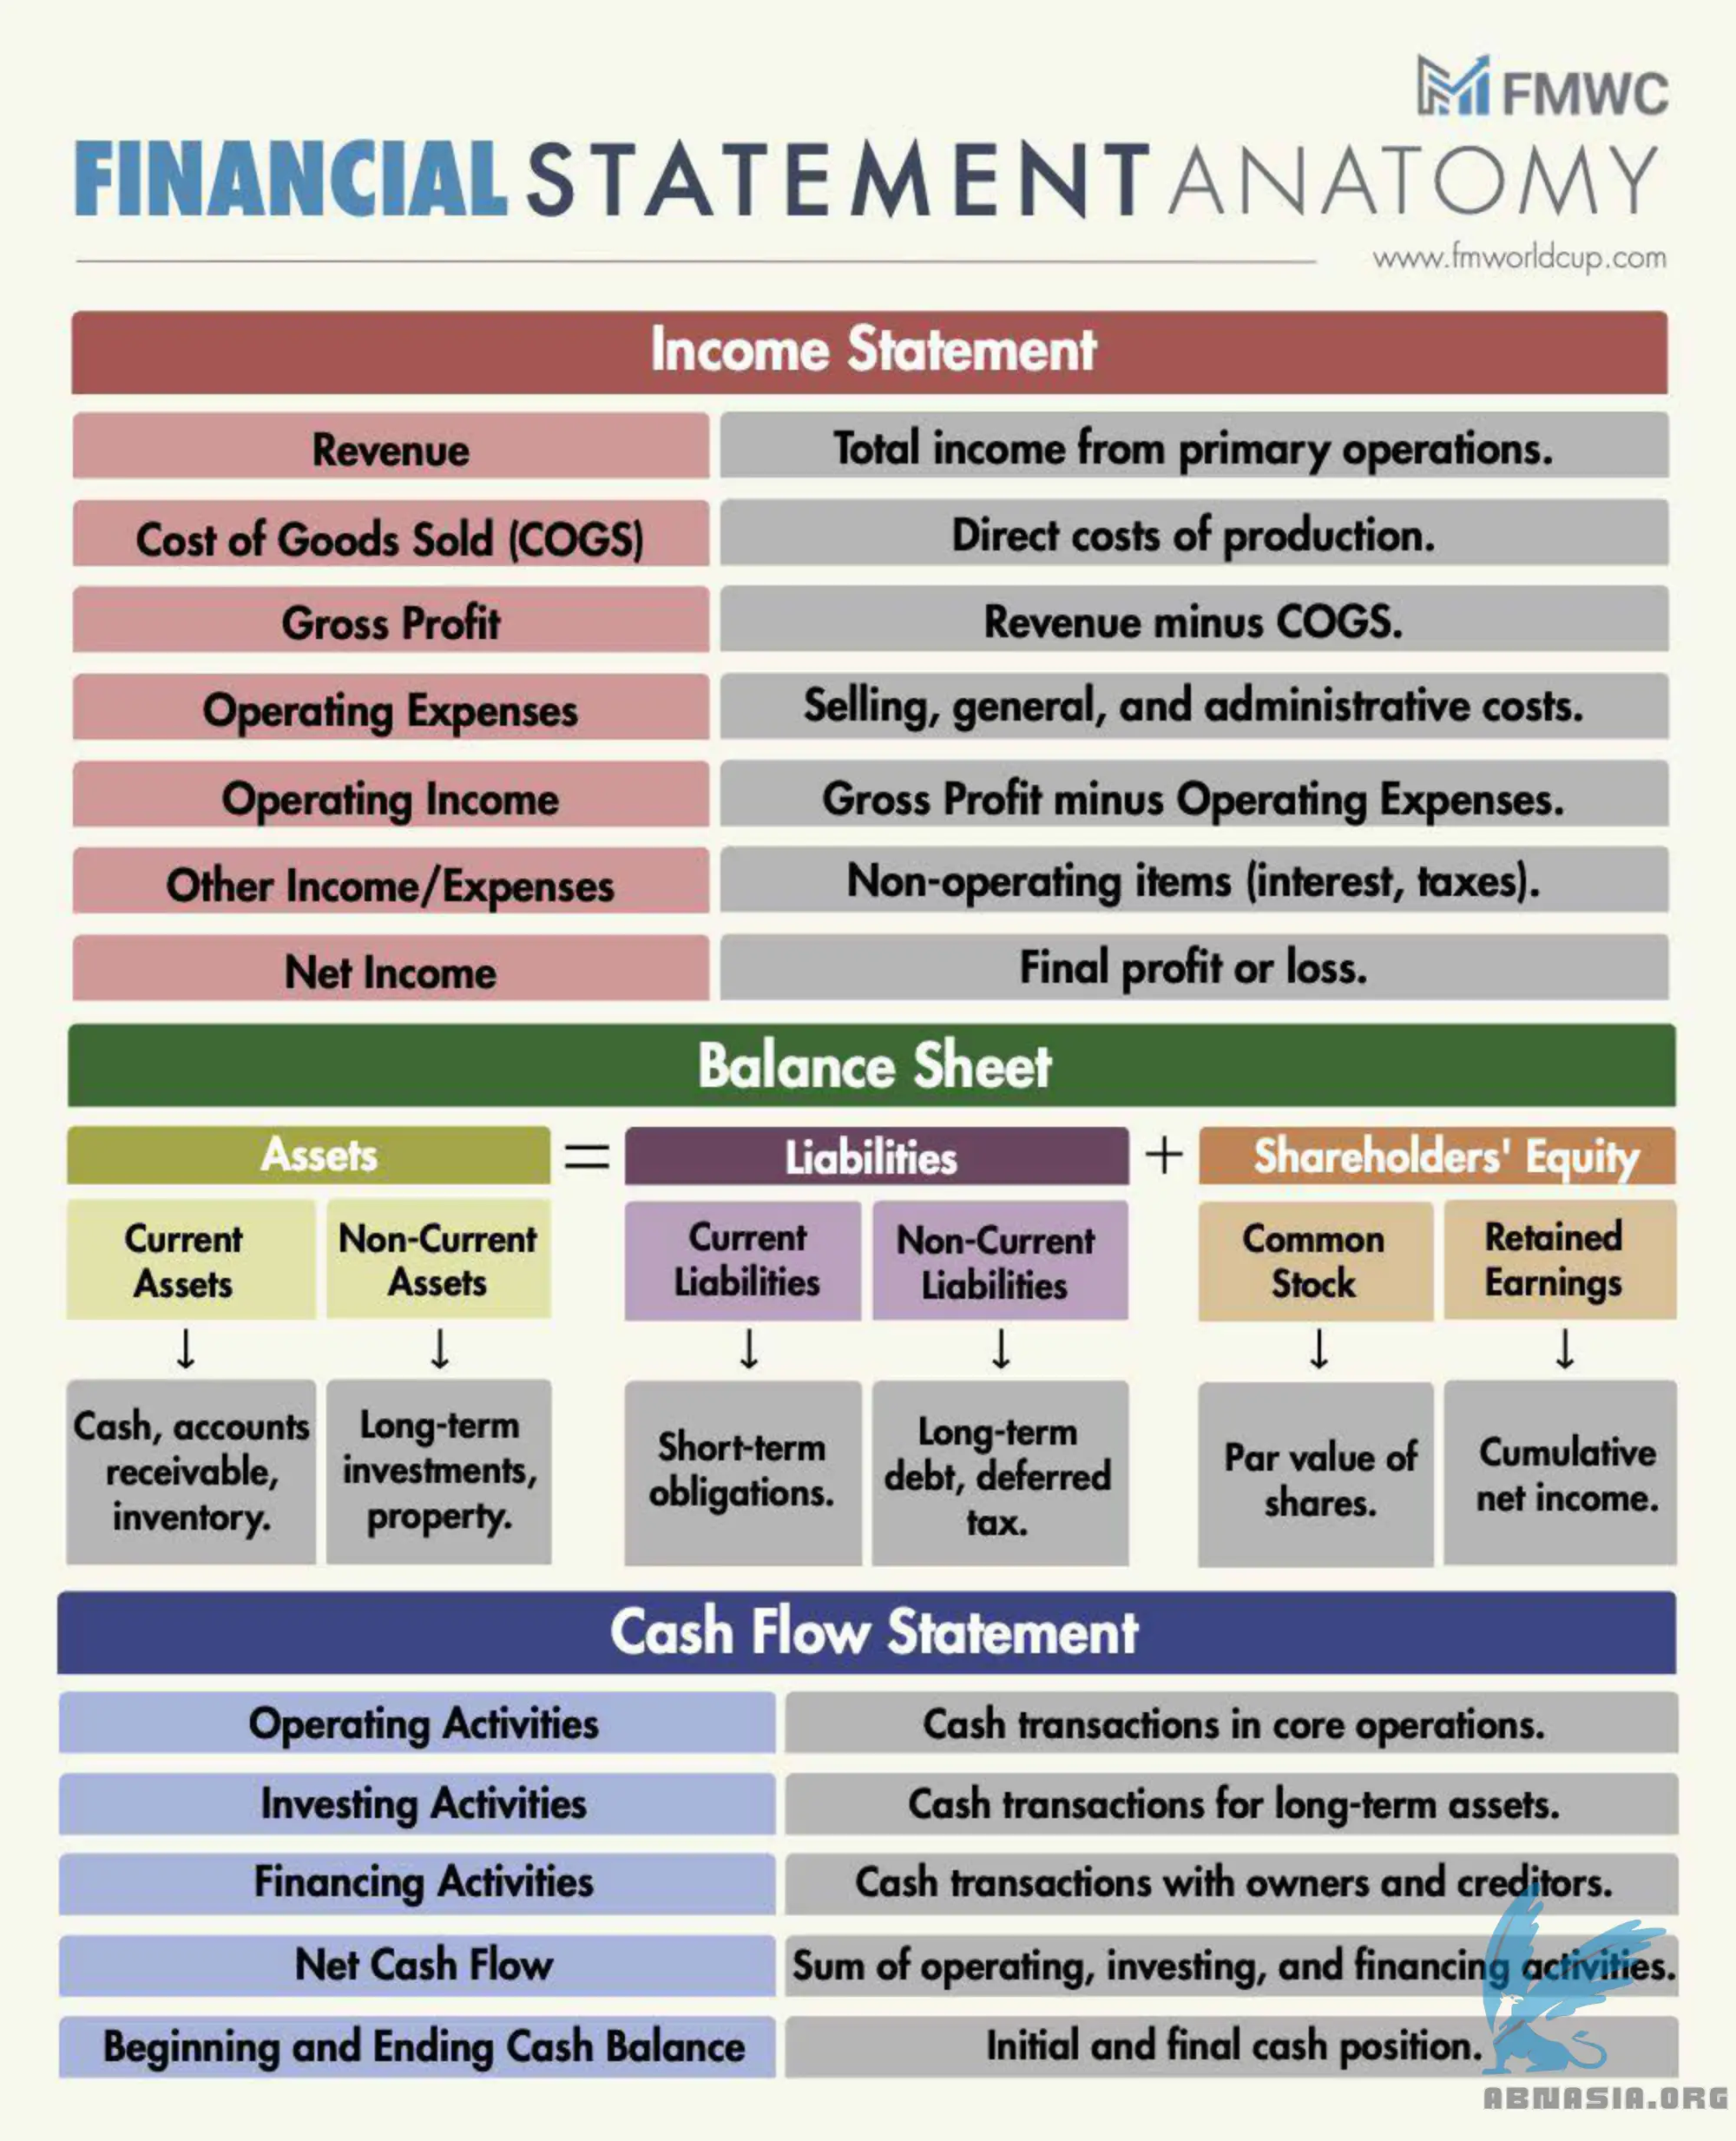 FMWC
FINANCIAL STATEMENT ANATOMY
www.fmworldcup.com
Income Statement
Revenue
Total income from primary operations.
Cost of Goods Sold (COGS)
Direct costs of production.
Gross Profit
Revenue minus COGS.
Operating Expenses
Selling, general, and administrative costs.
Operating Income
Gross Profit minus Operating Expenses.
Other Income/Expenses
Non-operating items (interest, taxes).
Net Income
Final profit or loss.
Balance Sheet
Assets = Liabilities + Shareholders' Equity
Current
Assets
Non-Current
Assets
Current
Liabilities
Non-Current
Liabilities
Common
Stock
Retained
Earnings
↓ ↓ ↓ ↓ ↓ ↓
Cash, accounts
receivable,
inventory.
Long-term
investments,
property.
Short-term
obligations.
Long-term
debt, deferred
tax.
Par value of
shares.
Cumulative
net income.
Cash Flow Statement
Operating Activities
Cash transactions in core operations.
Investing Activities
Cash transactions for long-term assets.
Financing Activities
Cash transactions with owners and creditors.
Net Cash Flow
Sum of operating, investing, and financing activities.
Beginning and Ending Cash Balance
Initial and final cash position.
ABNASIA.ORG